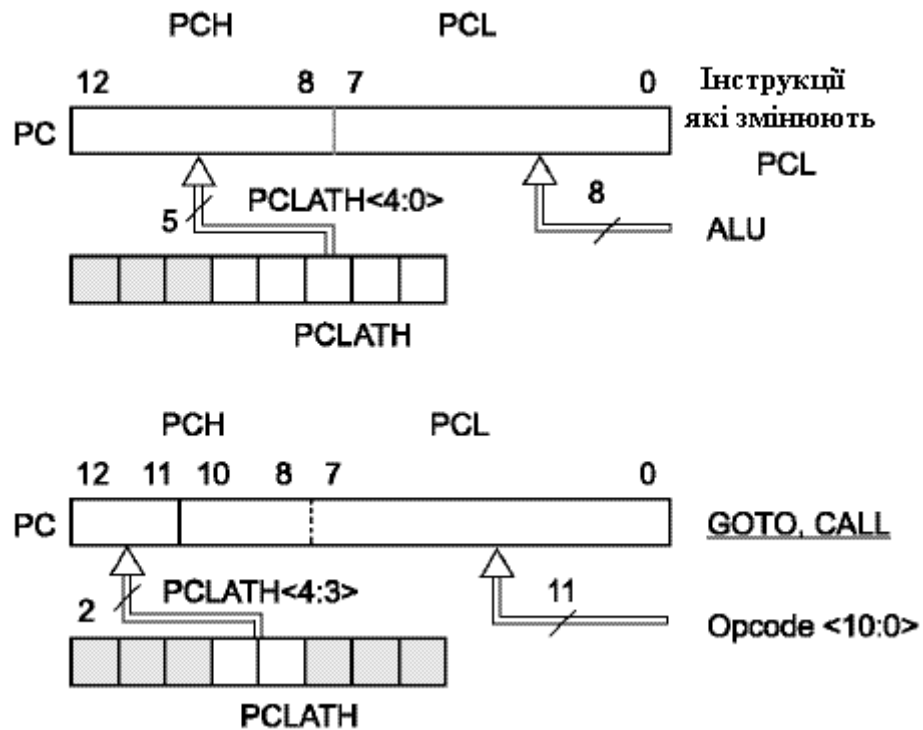 PCH PCL
12 8 7 0 Інструкції
PC які змінюють
PCL
5 PCLATH<4:0> 8
ALU
PCLATH
PCH PCL
12 11 10 8 7 0
PC GOTO, CALL
2 PCLATH<4:3> 11
Opcode <10:0>
PCLATH